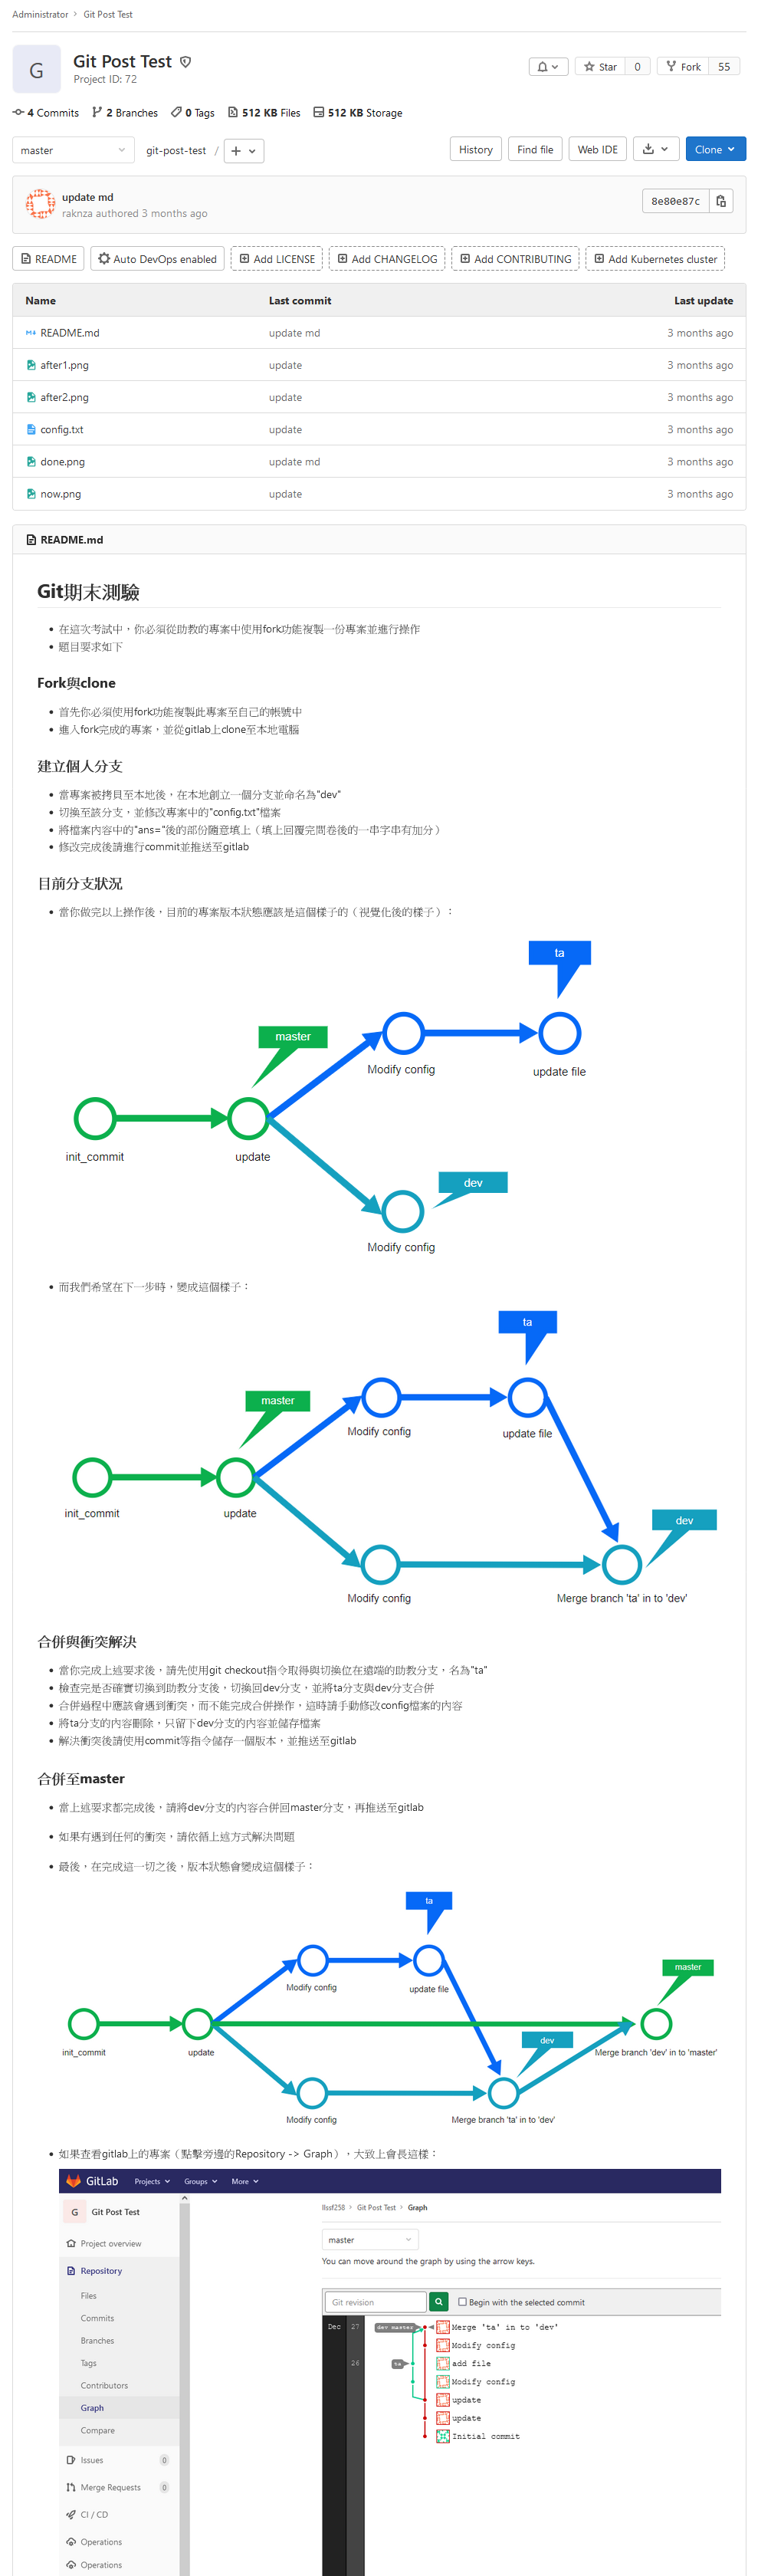 Administrator > Git Post Test
G
Git Post Test
Project ID: 72
Star 0
Fork 55
4 Commits 2 Branches 0 Tags 512 KB Files 512 KB Storage
master
git-post-test / +
History
Find file
Web IDE
Clone
update md
raknza authored 3 months ago
8e80e87c
README
Auto DevOps enabled
Add LICENSE
Add CHANGELOG
Add CONTRIBUTING
Add Kubernetes cluster
Name Last commit Last update
README.md update md 3 months ago
after1.png update 3 months ago
after2.png update 3 months ago
config.txt update 3 months ago
done.png update md 3 months ago
now.png update 3 months ago
README.md
Git期末測驗
• 在這次考試中，你必須從助教的專案中使用fork功能複製一份專案並進行操作
• 題目要求如下
Fork與clone
• 首先你必須使用fork功能複製此專案至自己的帳號中
• 進入fork完成的專案，並從gitlab上clone至本地電腦
建立個人分支
• 當專案被拷貝至本地後，在本地創立一個分支並命名為"dev"
• 切換至該分支，並修改專案中的"config.txt"檔案
• 將檔案內容中的"ans="後的部份隨意填上（填上回覆完問卷後的一串字串有加分）
• 修改完成後請進行commit並推送至gitlab
目前分支狀況
• 當你做完以上操作後，目前的專案版本狀態應該是這個樣子的（視覺化後的樣子）：
ta
master
Modify config
update file
init_commit
update
dev
Modify config
• 而我們希望在下一步時，變成這個樣子：
ta
master
Modify config
update file
init_commit
update
dev
Modify config
Merge branch 'ta' in to 'dev'
合併與衝突解決
• 當你完成上述要求後，請先使用git checkout指令取得與切換位在遠端的助教分支，名為"ta"
• 檢查完是否確實切換到助教分支後，切換回dev分支，並將ta分支與dev分支合併
• 合併過程中應該會遇到衝突，而不能完成合併操作，這時請手動修改config檔案的內容
• 將ta分支的內容刪除，只留下dev分支的內容並儲存檔案
• 解決衝突後請使用commit等指令儲存一個版本，並推送至gitlab
合併至master
• 當上述要求都完成後，請將dev分支的內容合併回master分支，再推送至gitlab
• 如果有遇到任何的衝突，請依循上述方式解決問題
• 最後，在完成這一切之後，版本狀態會變成這個樣子：
ta
master
Modify config
update file
init_commit
update
dev
Merge branch 'dev' in to 'master'
Modify config
Merge branch 'ta' in to 'dev'
• 如果查看gitlab上的專案（點擊旁邊的Repository -> Graph），大致上會長這樣：
GitLab Projects Groups More
G Git Post Test
Project overview
Repository
Files
Commits
Branches
Tags
Contributors
Graph
Compare
Issues 0
Merge Requests 0
CI / CD
Operations
Operations
llssf258 > Git Post Test > Graph
master
You can move around the graph by using the arrow keys.
Git revision
Begin with the selected commit
Dec 27 dev master Merge 'ta' in to 'dev'
Modify config
26 ta add file
Modify config
update
update
Initial commit